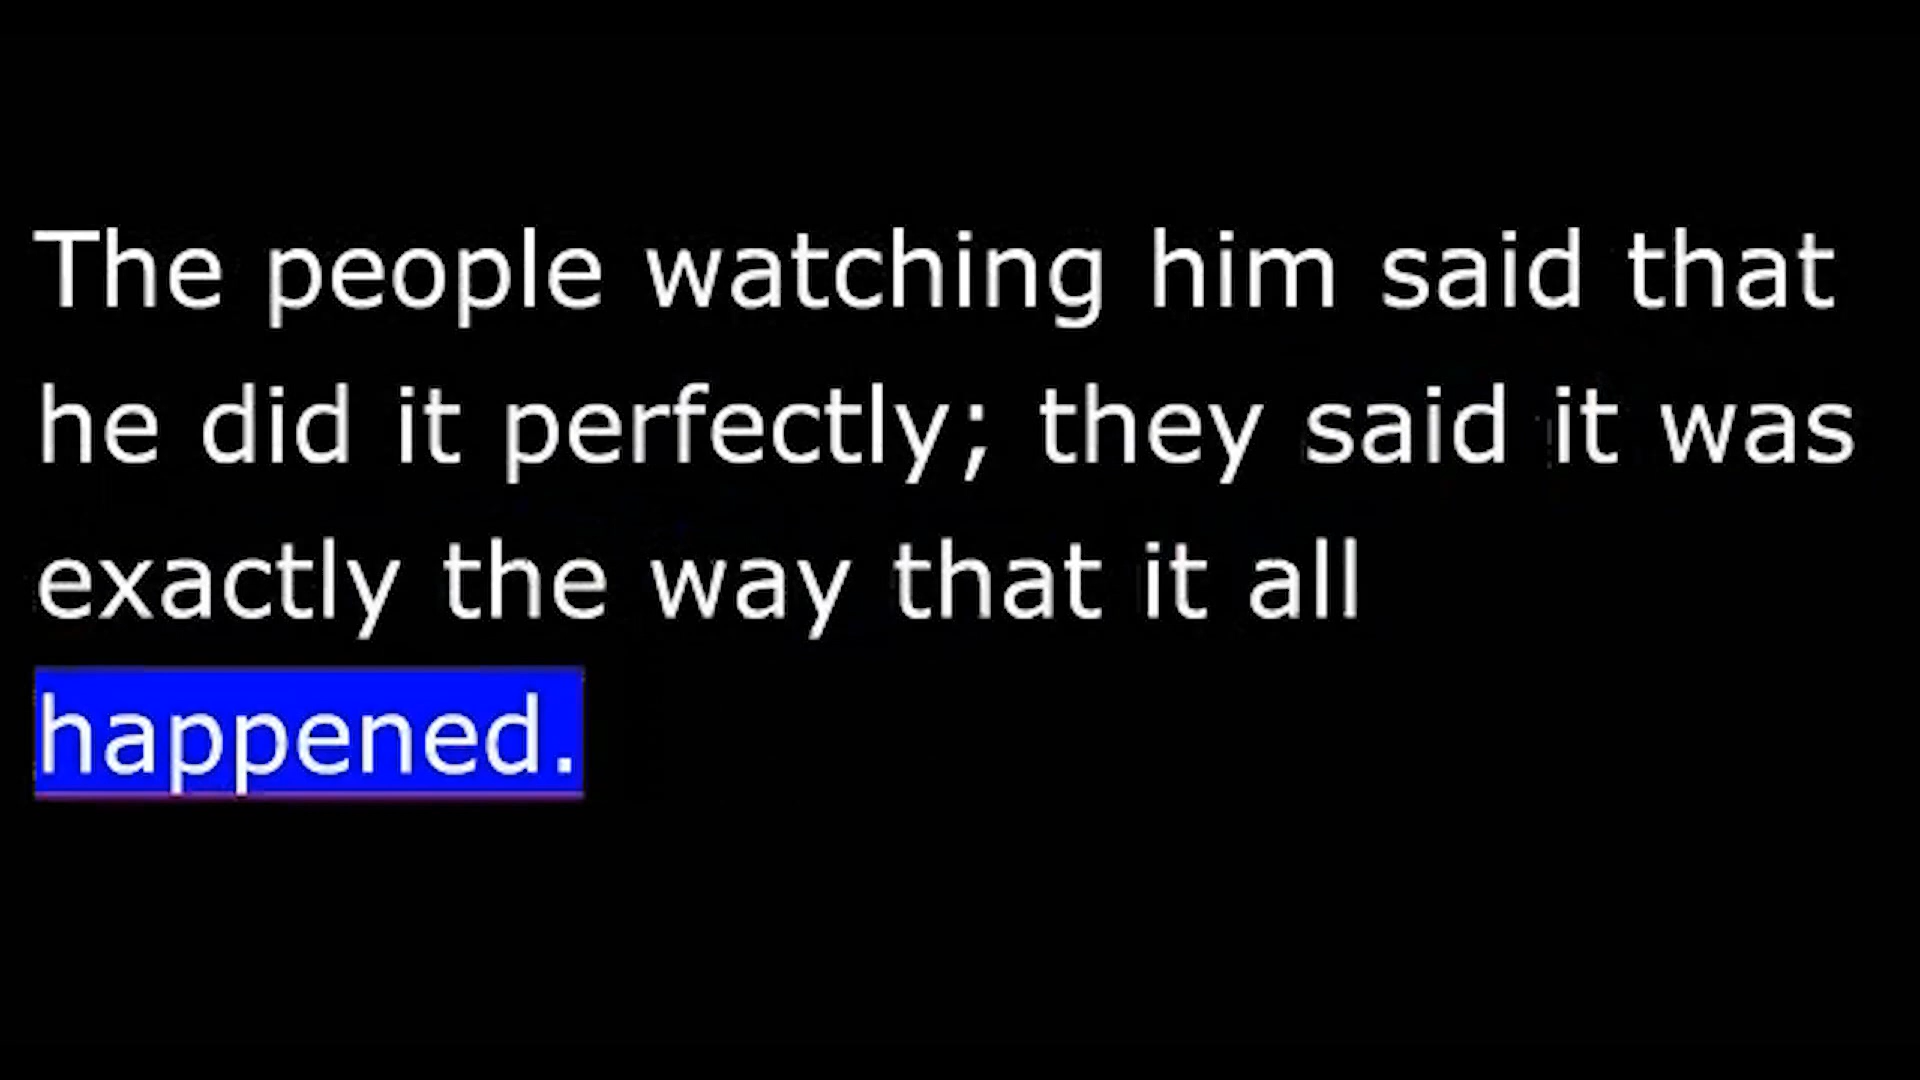 The people watching him said that
he did it perfectly; they said it was
exactly the way that it all
happened.